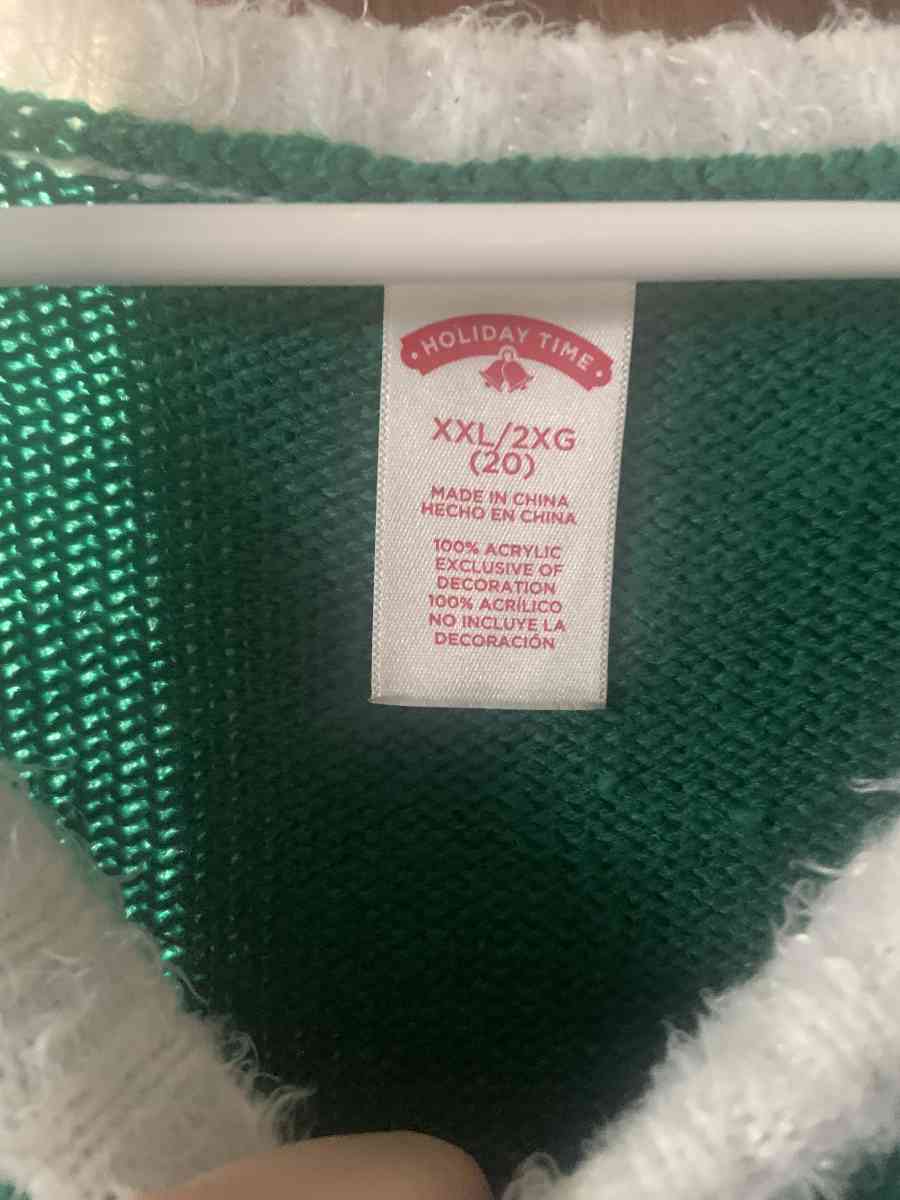 HOLIDAY TIME
XXL/2XG
(20)
MADE IN CHINA
HECHO EN CHINA
100% ACRYLIC
EXCLUSIVE OF
DECORATION
100% ACRÍLICO
NO INCLUYE LA
DECORACIÓN